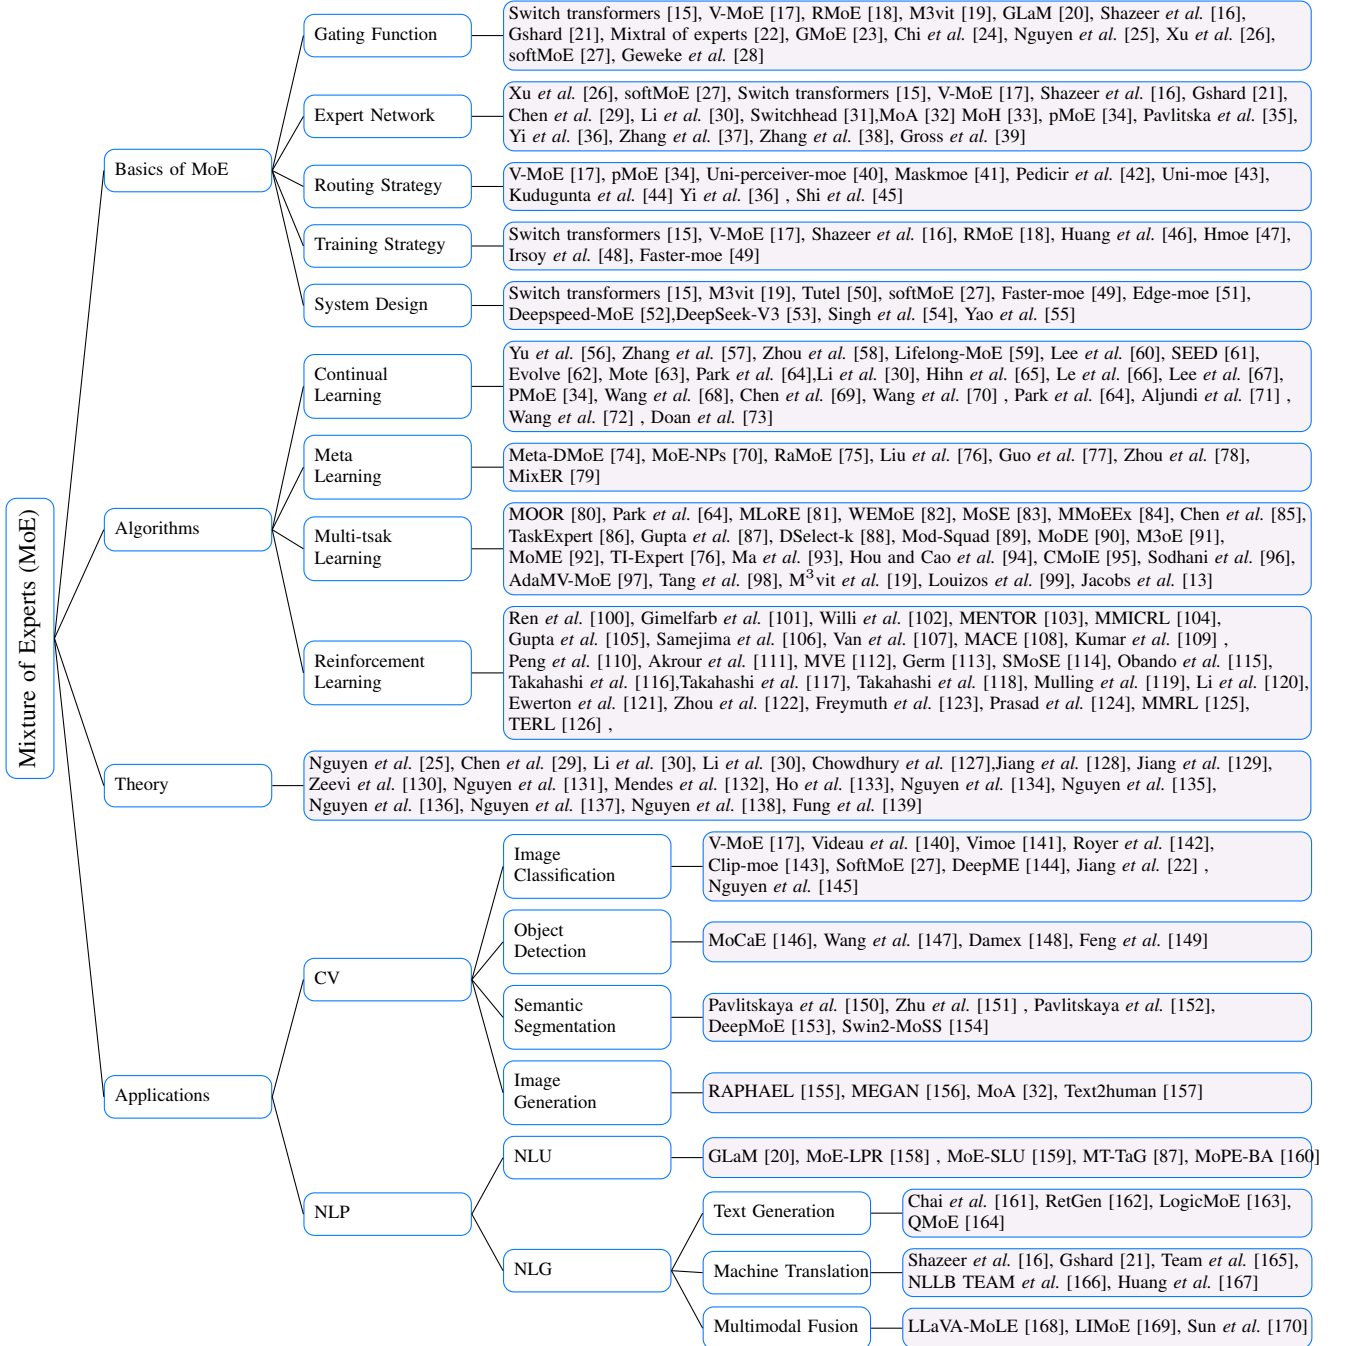 Mixture of Experts (MoE)
Basics of MoE
Gating Function
Switch transformers [15], V-MoE [17], RMoE [18], M3vit [19], GLaM [20], Shazeer et al. [16],
Gshard [21], Mixtral of experts [22], GMoE [23], Chi et al. [24], Nguyen et al. [25], Xu et al. [26],
softMoE [27], Geweke et al. [28]
Expert Network
Xu et al. [26], softMoE [27], Switch transformers [15], V-MoE [17], Shazeer et al. [16], Gshard [21],
Chen et al. [29], Li et al. [30], Switchhead [31],MoA [32] MoH [33], pMoE [34], Pavlitska et al. [35],
Yi et al. [36], Zhang et al. [37], Zhang et al. [38], Gross et al. [39]
Routing Strategy
V-MoE [17], pMoE [34], Uni-perceiver-moe [40], Maskmoe [41], Pedicir et al. [42], Uni-moe [43],
Kudugunta et al. [44] Yi et al. [36] , Shi et al. [45]
Training Strategy
Switch transformers [15], V-MoE [17], Shazeer et al. [16], RMoE [18], Huang et al. [46], Hmoe [47],
Irsoy et al. [48], Faster-moe [49]
System Design
Switch transformers [15], M3vit [19], Tutel [50], softMoE [27], Faster-moe [49], Edge-moe [51],
Deepspeed-MoE [52],DeepSeek-V3 [53], Singh et al. [54], Yao et al. [55]
Algorithms
Continual
Learning
Yu et al. [56], Zhang et al. [57], Zhou et al. [58], Lifelong-MoE [59], Lee et al. [60], SEED [61],
Evolve [62], Mote [63], Park et al. [64],Li et al. [30], Hihn et al. [65], Le et al. [66], Lee et al. [67],
PMoE [34], Wang et al. [68], Chen et al. [69], Wang et al. [70] , Park et al. [64], Aljundi et al. [71] ,
Wang et al. [72] , Doan et al. [73]
Meta
Learning
Meta-DMoE [74], MoE-NPs [70], RaMoE [75], Liu et al. [76], Guo et al. [77], Zhou et al. [78],
MixER [79]
Multi-tsak
Learning
MOOR [80], Park et al. [64], MLoRE [81], WEMoE [82], MoSE [83], MMoEEx [84], Chen et al. [85],
TaskExpert [86], Gupta et al. [87], DSelect-k [88], Mod-Squad [89], MoDE [90], M3oE [91],
MoME [92], TI-Expert [76], Ma et al. [93], Hou and Cao et al. [94], CMoIE [95], Sodhani et al. [96],
AdaMV-MoE [97], Tang et al. [98], M³vit et al. [19], Louizos et al. [99], Jacobs et al. [13]
Reinforcement
Learning
Ren et al. [100], Gimelfarb et al. [101], Willi et al. [102], MENTOR [103], MMICRL [104],
Gupta et al. [105], Samejima et al. [106], Van et al. [107], MACE [108], Kumar et al. [109] ,
Peng et al. [110], Akrour et al. [111], MVE [112], Germ [113], SMoSE [114], Obando et al. [115],
Takahashi et al. [116],Takahashi et al. [117], Takahashi et al. [118], Mulling et al. [119], Li et al. [120],
Ewerton et al. [121], Zhou et al. [122], Freymuth et al. [123], Prasad et al. [124], MMRL [125],
TERL [126] ,
Theory
Nguyen et al. [25], Chen et al. [29], Li et al. [30], Li et al. [30], Chowdhury et al. [127],Jiang et al. [128], Jiang et al. [129],
Zeevi et al. [130], Nguyen et al. [131], Mendes et al. [132], Ho et al. [133], Nguyen et al. [134], Nguyen et al. [135],
Nguyen et al. [136], Nguyen et al. [137], Nguyen et al. [138], Fung et al. [139]
Applications
CV
Image
Classification
V-MoE [17], Videau et al. [140], Vimoe [141], Royer et al. [142],
Clip-moe [143], SoftMoE [27], DeepME [144], Jiang et al. [22] ,
Nguyen et al. [145]
Object
Detection
MoCaE [146], Wang et al. [147], Damex [148], Feng et al. [149]
Semantic
Segmentation
Pavlitskaya et al. [150], Zhu et al. [151] , Pavlitskaya et al. [152],
DeepMoE [153], Swin2-MoSS [154]
Image
Generation
RAPHAEL [155], MEGAN [156], MoA [32], Text2human [157]
NLP
NLU
GLaM [20], MoE-LPR [158] , MoE-SLU [159], MT-TaG [87], MoPE-BA [160]
NLG
Text Generation
Chai et al. [161], RetGen [162], LogicMoE [163],
QMoE [164]
Machine Translation
Shazeer et al. [16], Gshard [21], Team et al. [165],
NLLB TEAM et al. [166], Huang et al. [167]
Multimodal Fusion
LLaVA-MoLE [168], LIMoE [169], Sun et al. [170]